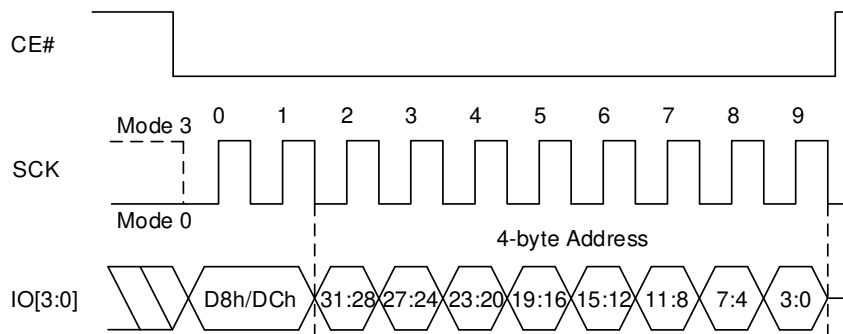 CE#
0 1 2 3 4 5 6 7 8 9
Mode 3
SCK
Mode 0
4-byte Address
IO[3:0] D8h/DCh 31:28 27:24 23:20 19:16 15:12 11:8 7:4 3:0